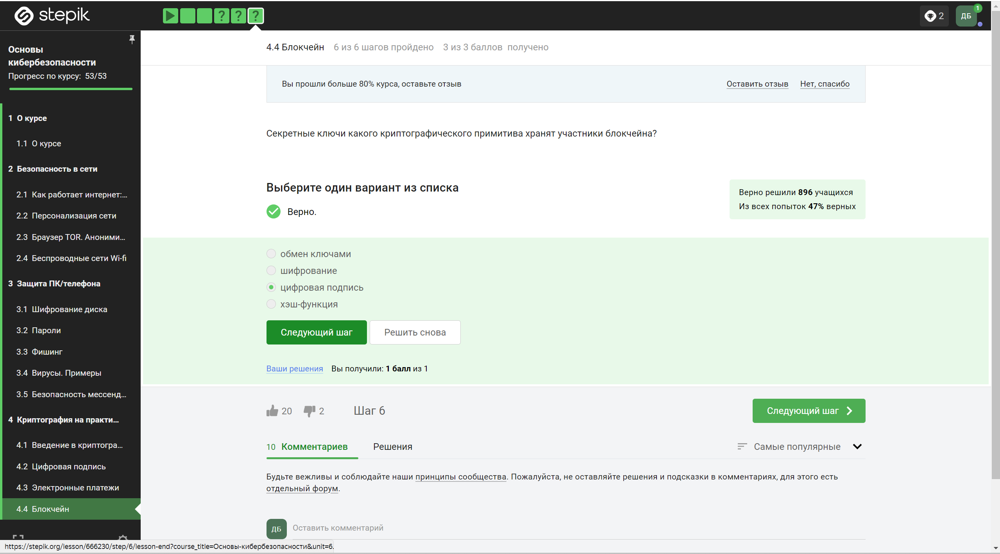 stepik
? ? ?
2
ДБ
1
Основы
кибербезопасности
Прогресс по курсу: 53/53
1 О курсе
1.1 О курсе
2 Безопасность в сети
2.1 Как работает интернет:...
2.2 Персонализация сети
2.3 Браузер TOR. Аноними...
2.4 Беспроводные сети Wi-fi
3 Защита ПК/телефона
3.1 Шифрование диска
3.2 Пароли
3.3 Фишинг
3.4 Вирусы. Примеры
3.5 Безопасность мессенд...
4 Криптография на практи...
4.1 Введение в криптогра...
4.2 Цифровая подпись
4.3 Электронные платежи
4.4 Блокчейн
4.4 Блокчейн 6 из 6 шагов пройдено 3 из 3 баллов получено
Вы прошли больше 80% курса, оставьте отзыв Оставить отзыв Нет, спасибо
Секретные ключи какого криптографического примитива хранят участники блокчейна?
Выберите один вариант из списка
Верно.
Верно решили 896 учащихся
Из всех попыток 47% верных
обмен ключами
шифрование
цифровая подпись
хэш-функция
Следующий шаг Решить снова
Ваши решения Вы получили: 1 балл из 1
20 2 Шаг 6 Следующий шаг
10 Комментариев Решения Самые популярные
Будьте вежливы и соблюдайте наши принципы сообщества. Пожалуйста, не оставляйте решения и подсказки в комментариях, для этого есть
отдельный форум.
ДБ Оставить комментарий
https://stepik.org/lesson/666230/step/6/lesson-end?course_title=Основы-кибербезопасности&unit=6.